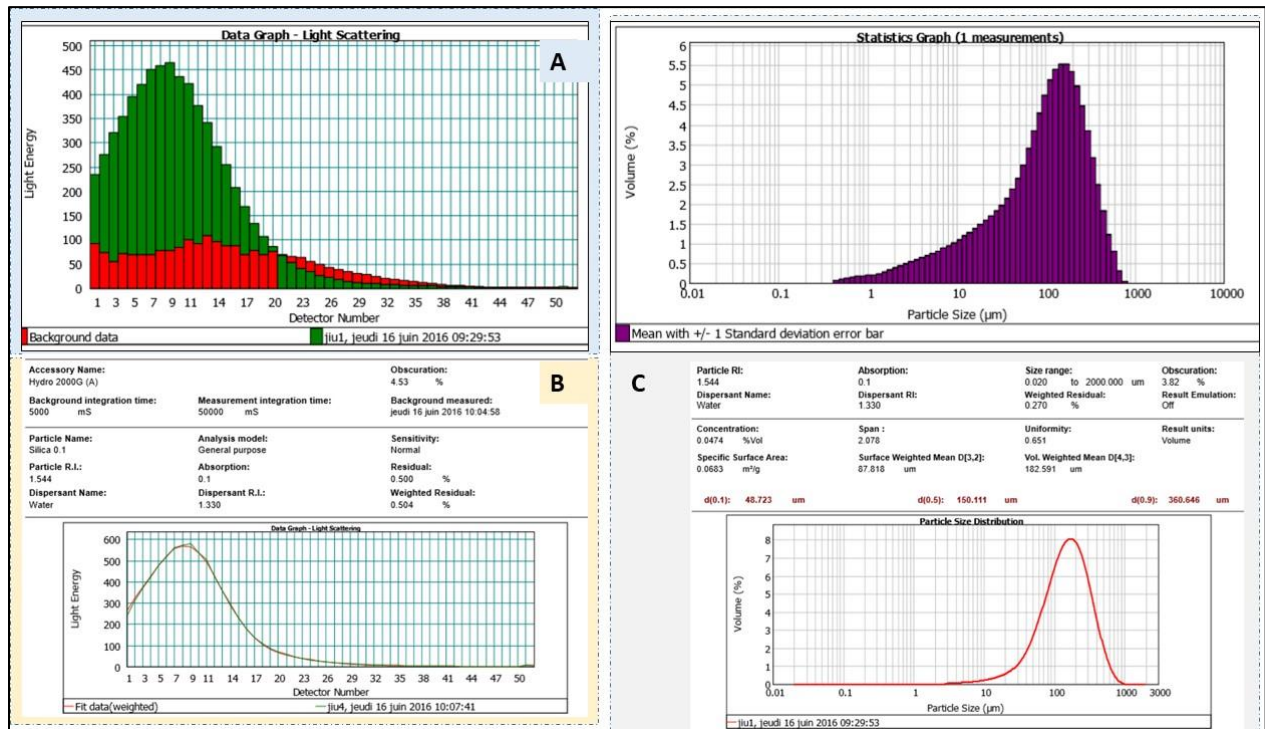 Data Graph - Light Scattering
A
Light Energy
500
450
400
350
300
250
200
150
100
50
0
1 3 5 7 9 11 14 17 20 23 26 29 32 35 38 41 44 47 50
Detector Number
Background data jiu1, jeudi 16 juin 2016 09:29:53
Statistics Graph (1 measurements)
Volume (%)
6
5.5
5
4.5
4
3.5
3
2.5
2
1.5
1
0.5
0
0.01 0.1 1 10 100 1000 10000
Particle Size (µm)
Mean with +/- 1 Standard deviation error bar
B
Accessory Name: Obscuration:
Hydro 2000G (A) 4.53 %
Background integration time: Measurement integration time: Background measured:
5000 mS 50000 mS jeudi 16 juin 2016 10:04:58
Particle Name: Analysis model: Sensitivity:
Silica 0.1 General purpose Normal
Particle R.I.: Absorption: Residual:
1.544 0.1 0.500 %
Dispersant Name: Dispersant R.I.: Weighted Residual:
Water 1.330 0.504 %
Data Graph - Light Scattering
Light Energy
600
500
400
300
200
100
0
1 3 5 7 9 11 14 17 20 23 26 29 32 35 38 41 44 47 50
Detector Number
Fit data(weighted) jiu4, jeudi 16 juin 2016 10:07:41
C
Particle RI: Absorption: Size range: Obscuration:
1.544 0.1 0.020 to 2000.000 um 3.82 %
Dispersant Name: Dispersant RI: Weighted Residual: Result Emulation:
Water 1.330 0.270 % Off
Concentration: Span : Uniformity: Result units:
0.0474 %Vol 2.078 0.651 Volume
Specific Surface Area: Surface Weighted Mean D[3,2]: Vol. Weighted Mean D[4,3]:
0.0683 m²/g 87.818 um 182.591 um
d(0.1): 48.723 um d(0.5): 150.111 um d(0.9): 360.646 um
Particle Size Distribution
Volume (%)
8
7
6
5
4
3
2
1
0
0.01 0.1 1 10 100 1000 3000
Particle Size (µm)
jiu1, jeudi 16 juin 2016 09:29:53